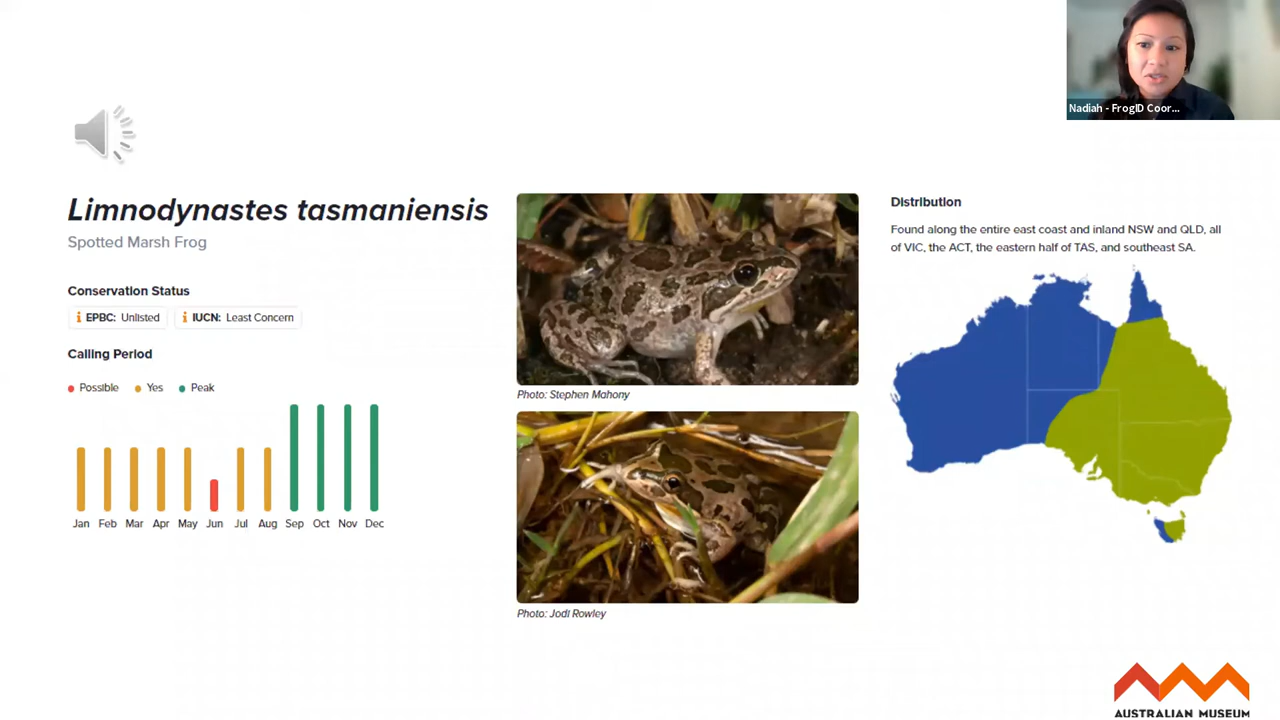 Nadiah - FrogID Coor...
Limnodynastes tasmaniensis
Spotted Marsh Frog
Conservation Status
i EPBC: Unlisted i IUCN: Least Concern
Calling Period
Possible Yes Peak
Jan Feb Mar Apr May Jun Jul Aug Sep Oct Nov Dec
Photo: Stephen Mahony
Photo: Jodi Rowley
Distribution
Found along the entire east coast and inland NSW and QLD, all
of VIC, the ACT, the eastern half of TAS, and southeast SA.
AUSTRALIAN MUSEUM